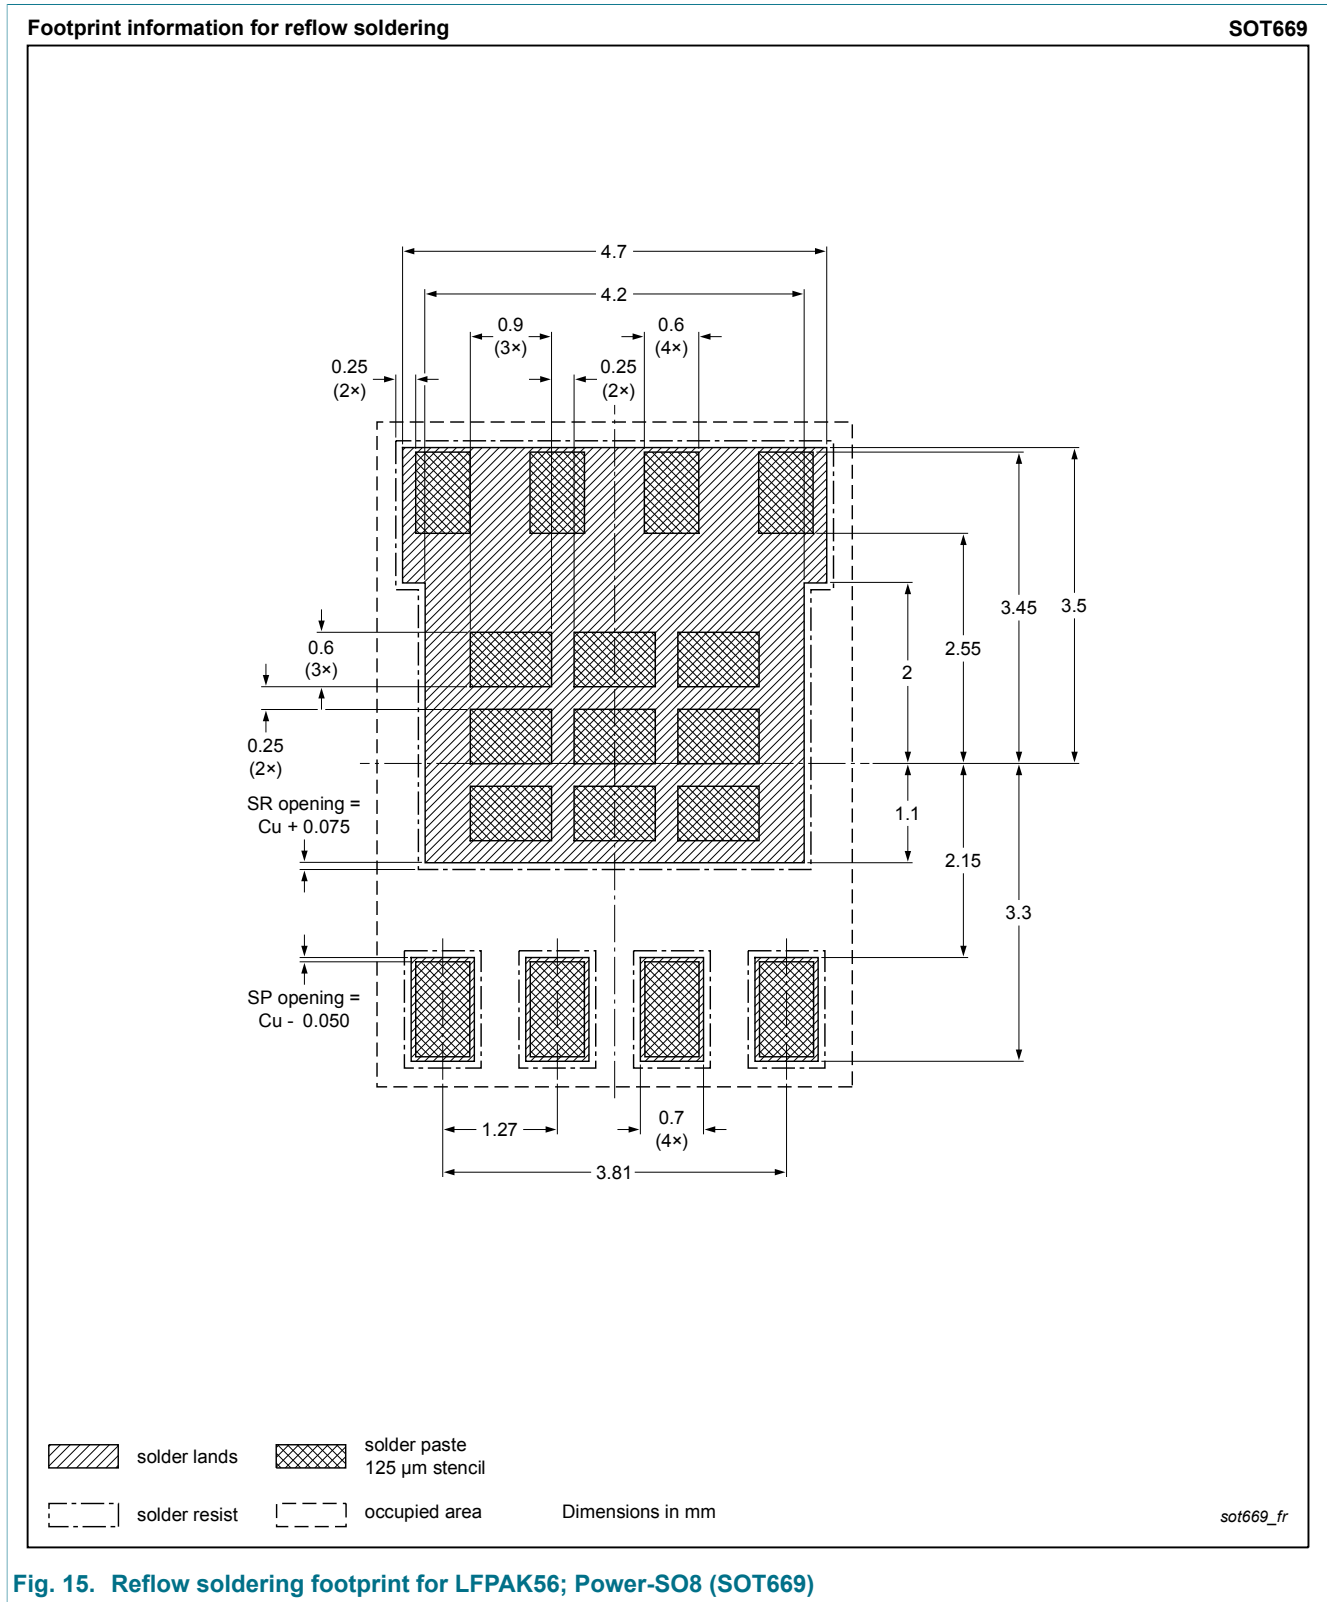 Footprint information for reflow soldering SOT669
4.7
4.2
0.9
(3×)
0.6
(4×)
0.25
(2×)
0.25
(2×)
3.45
3.5
2.55
2
0.6
(3×)
0.25
(2×)
SR opening =
Cu + 0.075
1.1
2.15
3.3
SP opening =
Cu - 0.050
1.27
0.7
(4×)
3.81
solder lands
solder paste
125 µm stencil
solder resist
occupied area
Dimensions in mm
sot669_fr
Fig. 15. Reflow soldering footprint for LFPAK56; Power-SO8 (SOT669)